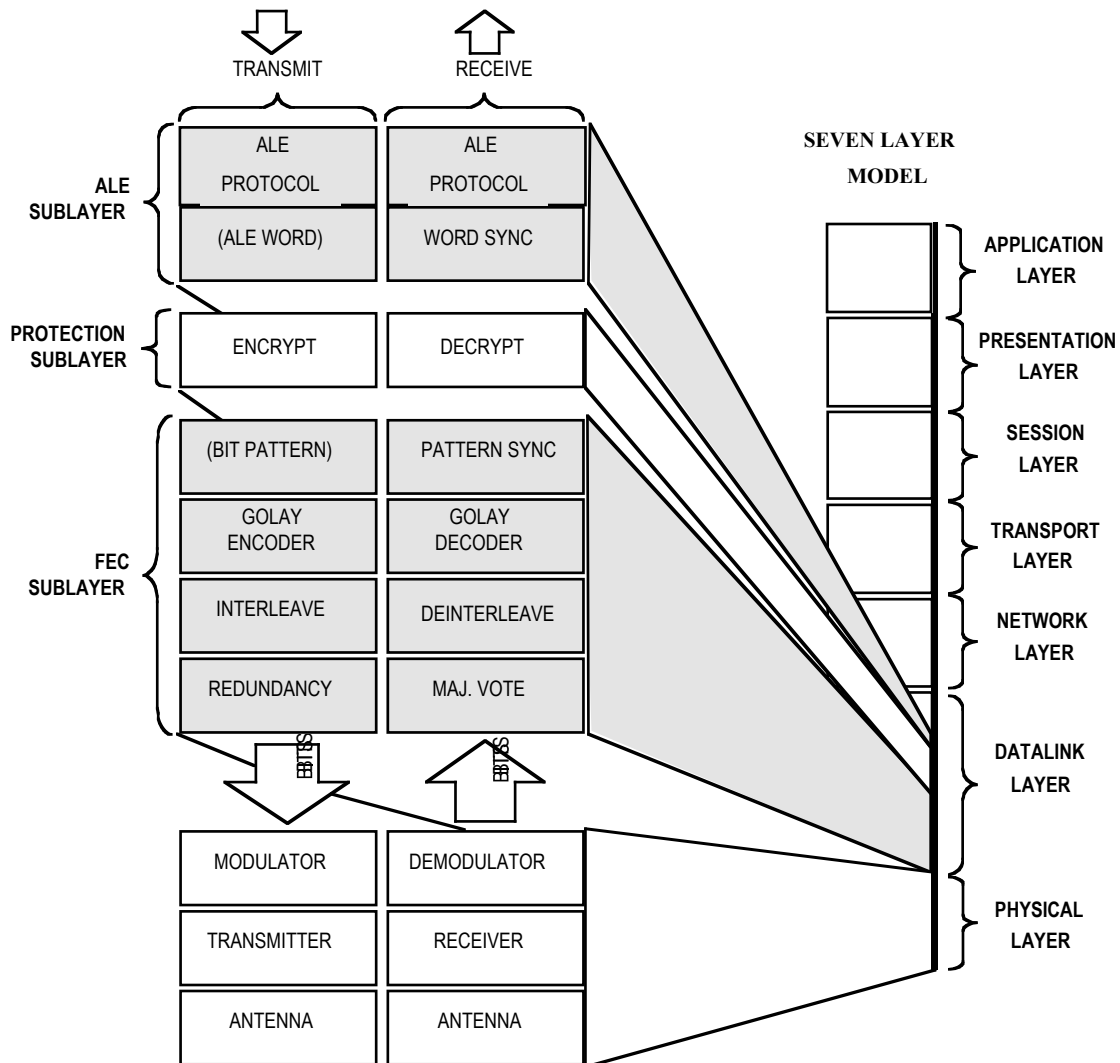 TRANSMIT
RECEIVE
SEVEN LAYER
MODEL
ALE
SUBLAYER
ALE
PROTOCOL
ALE
PROTOCOL
(ALE WORD)
WORD SYNC
PROTECTION
SUBLAYER
ENCRYPT
DECRYPT
FEC
SUBLAYER
(BIT PATTERN)
PATTERN SYNC
GOLAY
ENCODER
GOLAY
DECODER
INTERLEAVE
DEINTERLEAVE
REDUNDANCY
MAJ. VOTE
MODULATOR
DEMODULATOR
TRANSMITTER
RECEIVER
ANTENNA
ANTENNA
APPLICATION
LAYER
PRESENTATION
LAYER
SESSION
LAYER
TRANSPORT
LAYER
NETWORK
LAYER
DATALINK
LAYER
PHYSICAL
LAYER